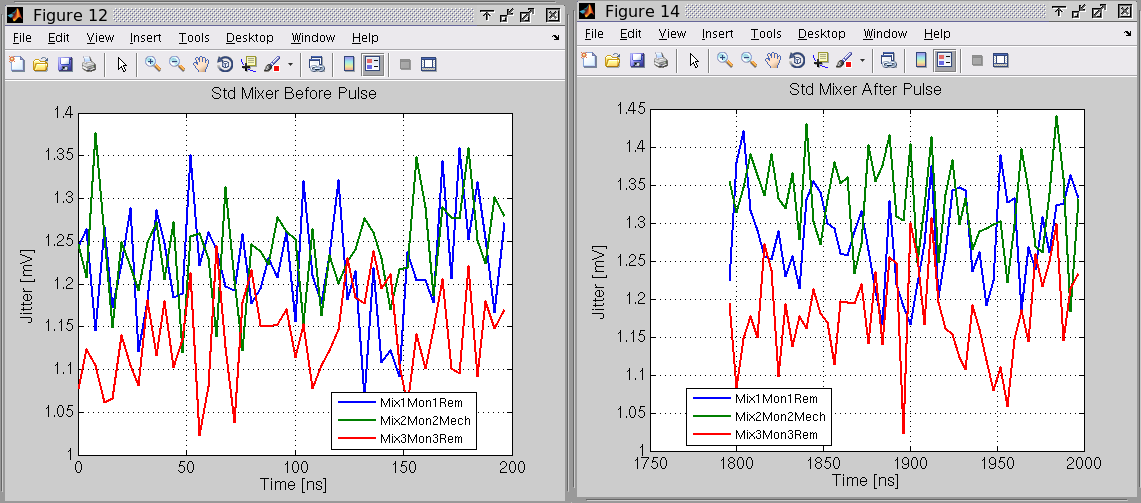 Figure 12
File Edit View Insert Tools Desktop Window Help
Std Mixer Before Pulse
1.4
1.35
1.3
1.25
1.2
1.15
1.1
1.05
1
Jitter [mV]
0 50 100 150 200
Time [ns]
Mix1Mon1Rem
Mix2Mon2Mech
Mix3Mon3Rem
Figure 14
File Edit View Insert Tools Desktop Window Help
Std Mixer After Pulse
1.45
1.4
1.35
1.3
1.25
1.2
1.15
1.1
1.05
1
Jitter [mV]
1750 1800 1850 1900 1950 2000
Time [ns]
Mix1Mon1Rem
Mix2Mon2Mech
Mix3Mon3Rem